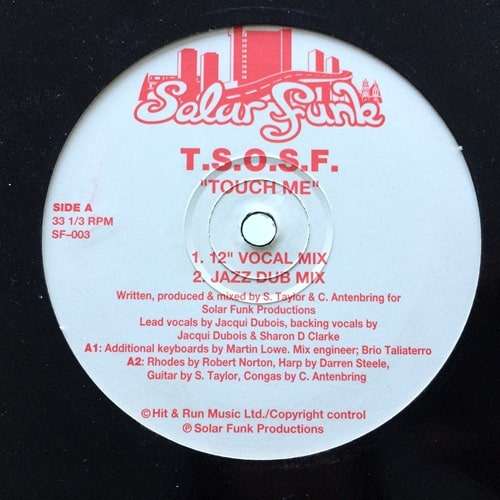 Solar Funk
T.S.O.S.F.
"TOUCH ME"
SIDE A
33 1/3 RPM
SF–003
1. 12" VOCAL MIX
2. JAZZ DUB MIX
Written, produced & mixed by S. Taylor & C. Antenbring for
Solar Funk Productions
Lead vocals by Jacqui Dubois, backing vocals by
Jacqui Dubois & Sharon D Clarke
A1: Additional keyboards by Martin Lowe. Mix engineer; Brio Taliaterro
A2: Rhodes by Robert Norton, Harp by Darren Steele,
Guitar by S. Taylor, Congas by C. Antenbring
©Hit & Run Music Ltd./Copyright control
℗Solar Funk Productions